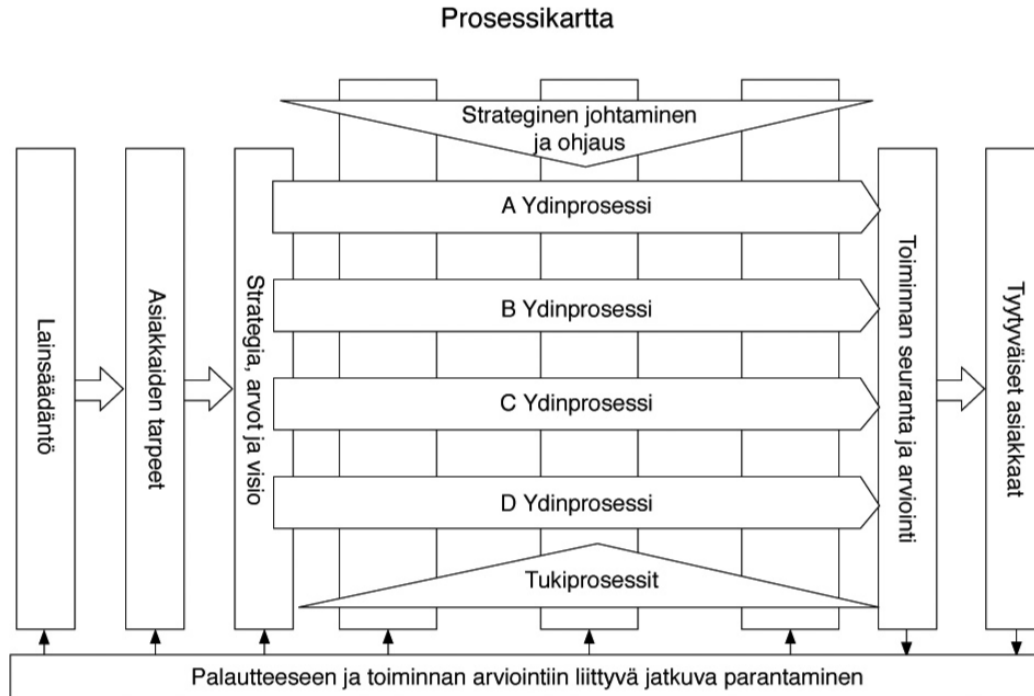 Prosessikartta
Strateginen johtaminen
ja ohjaus
Lainsäädäntö
Asiakkaiden tarpeet
Strategia, arvot ja visio
A Ydinprosessi
B Ydinprosessi
C Ydinprosessi
D Ydinprosessi
Tukiprosessit
Toiminnan seuranta ja arviointi
Tyytyväiset asiakkaat
Palautteeseen ja toiminnan arviointiin liittyvä jatkuva parantaminen